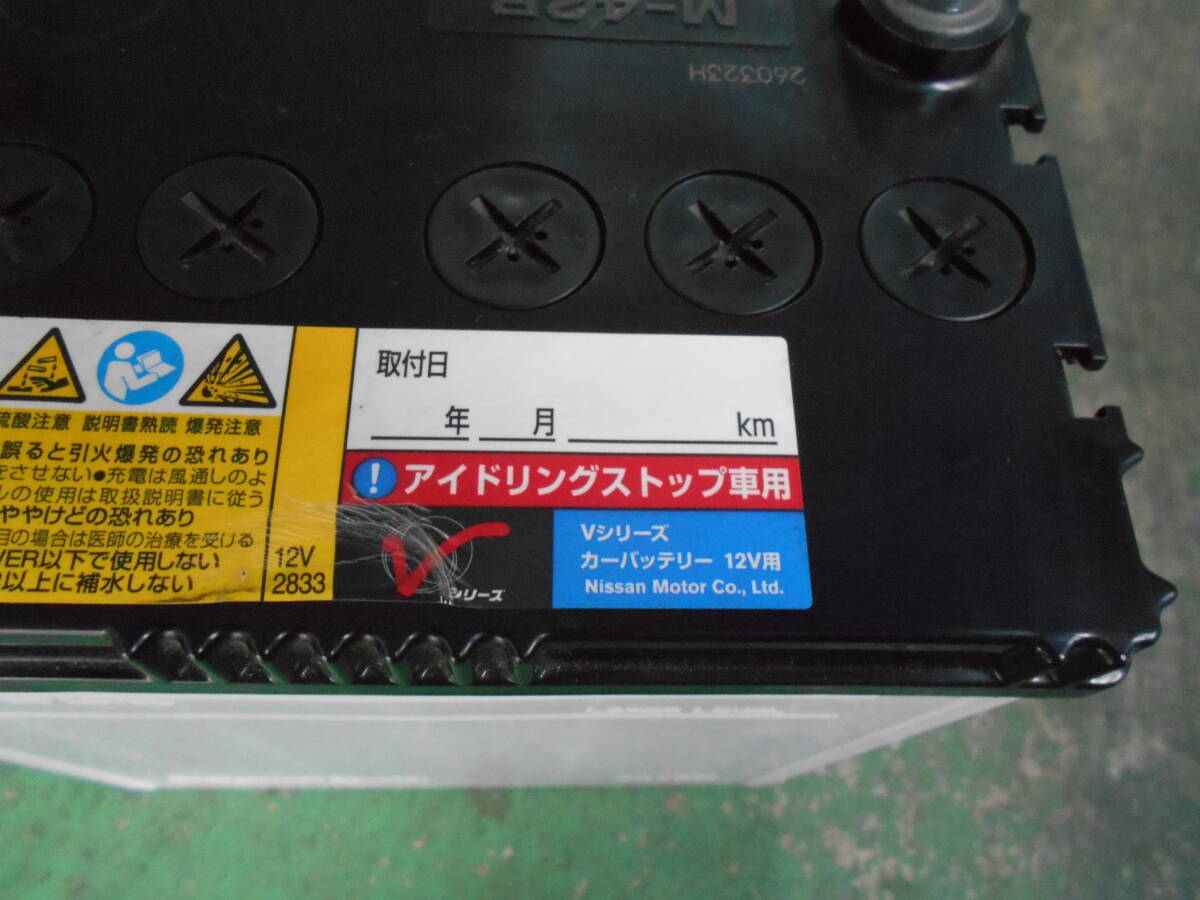 M-42R
260323H
硫酸注意 説明書熟読 爆発注意
誤ると引火爆発の恐れあり
をさせない●充電は風通しのよ
しの使用は取扱説明書に従う
ややけどの恐れあり
目の場合は医師の治療を受ける
VER以下で使用しない
以上に補水しない
12V
2833
取付日
年 月 km
! アイドリングストップ車用
V シリーズ
Vシリーズ
カーバッテリー 12V用
Nissan Motor Co., Ltd.